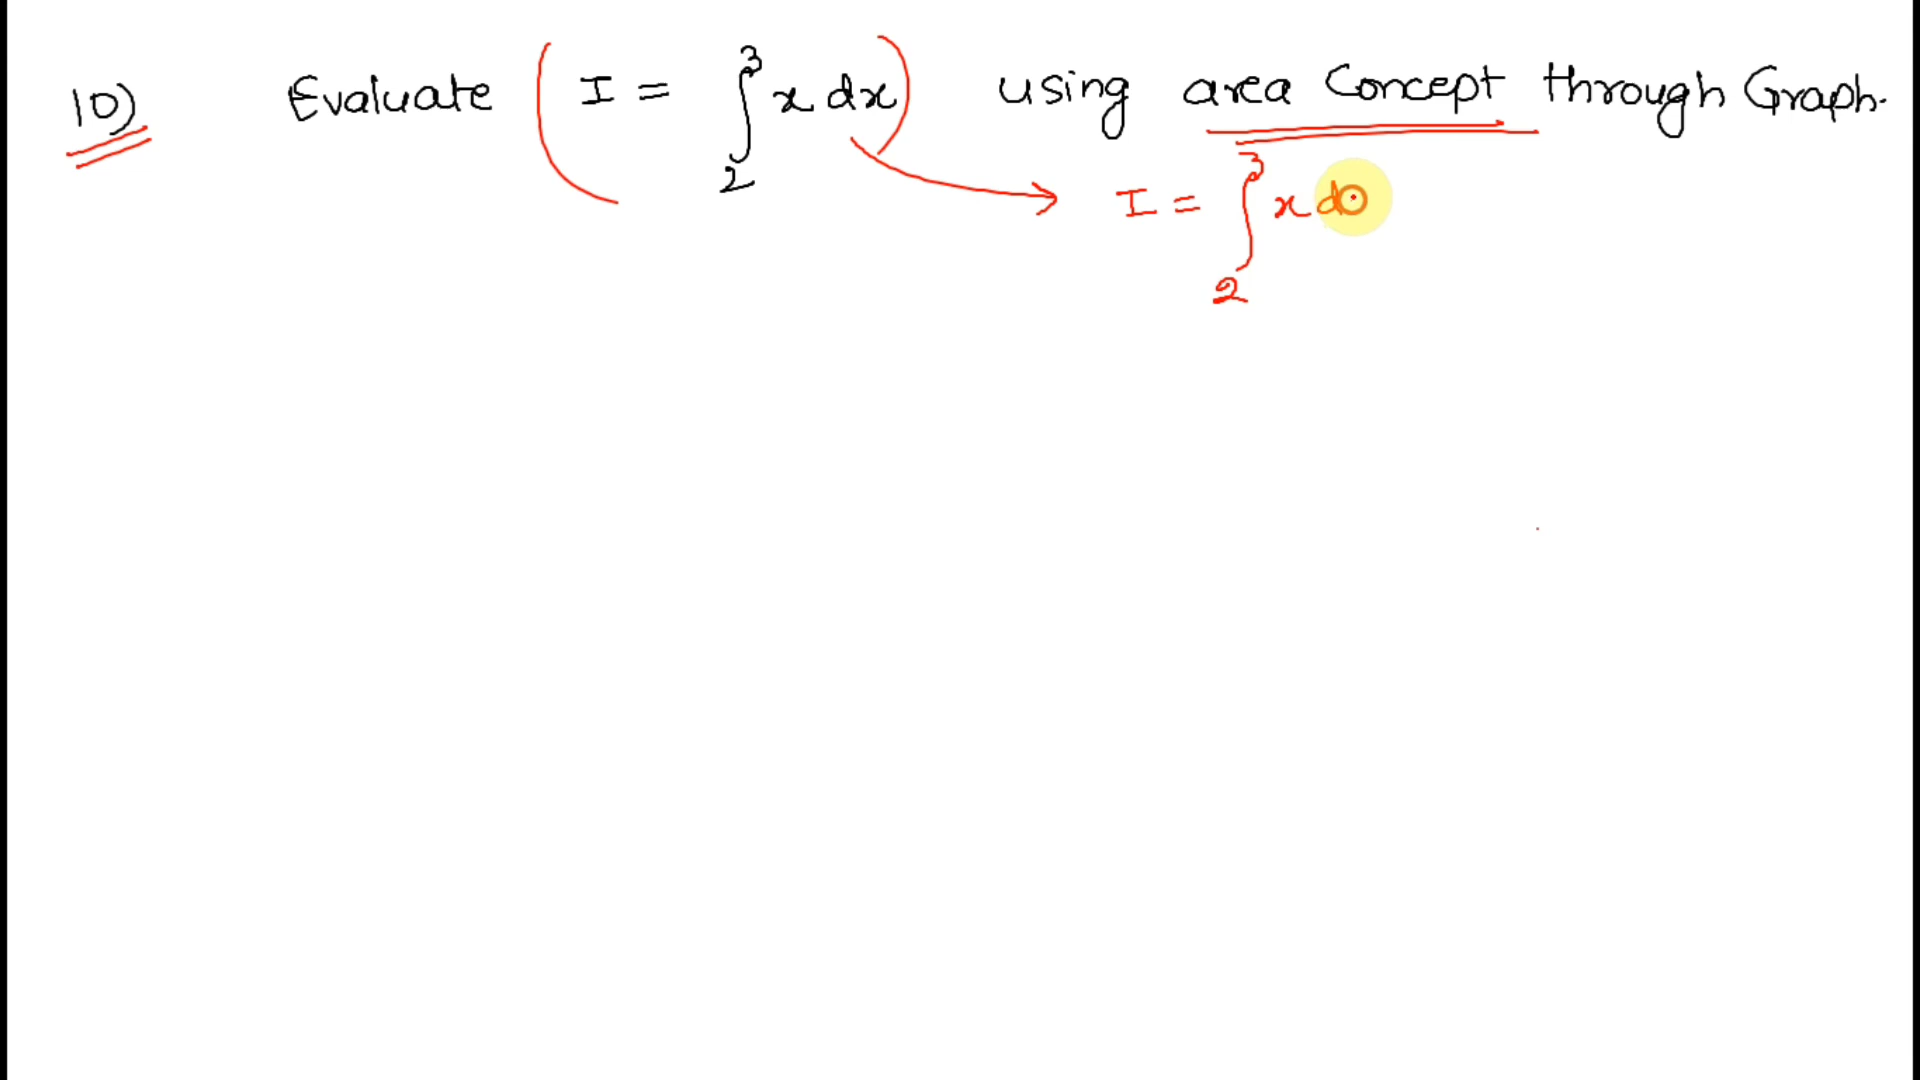 10) Evaluate ( I = ∫₂³ x dx ) using area Concept through Graph.
I = ∫₂³ x d